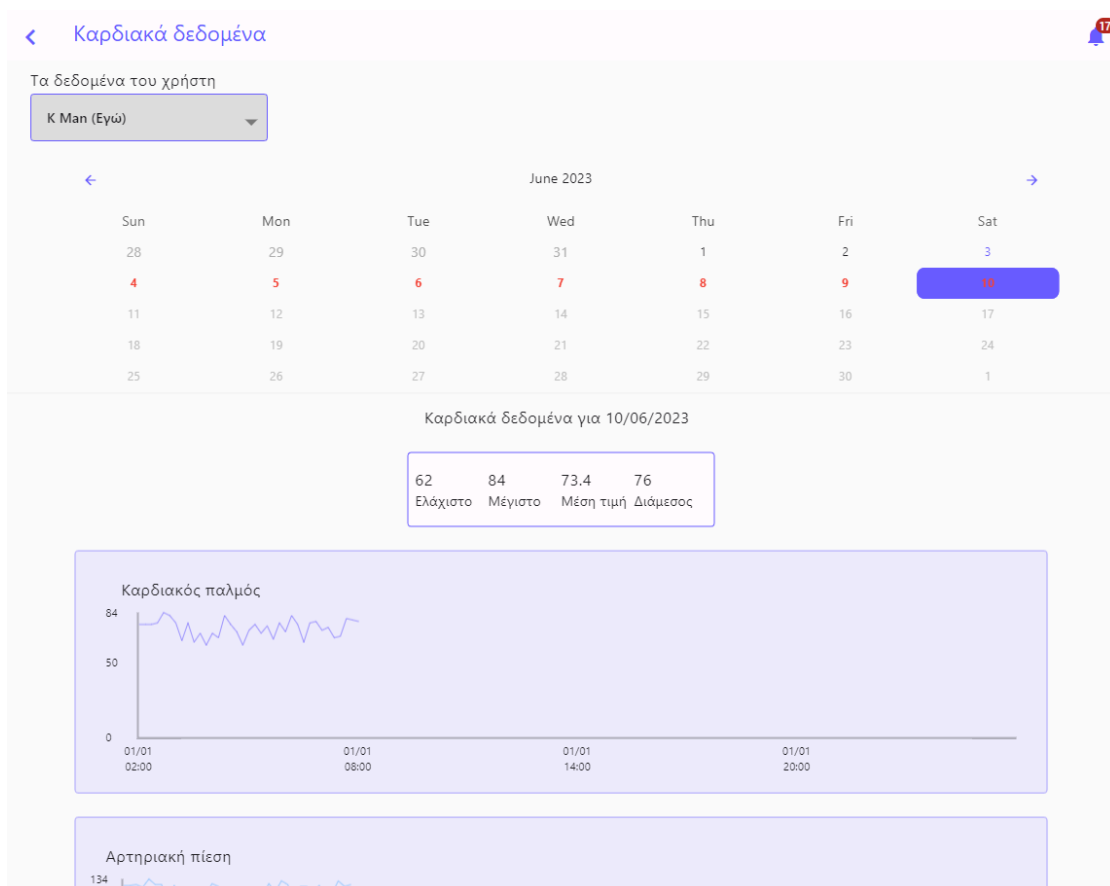 Καρδιακά δεδομένα
17
Τα δεδομένα του χρήστη
K Man (Εγώ)
June 2023
Sun Mon Tue Wed Thu Fri Sat
28 29 30 31 1 2 3
4 5 6 7 8 9 10
11 12 13 14 15 16 17
18 19 20 21 22 23 24
25 26 27 28 29 30 1
Καρδιακά δεδομένα για 10/06/2023
62 84 73.4 76
Ελάχιστο Μέγιστο Μέση τιμή Διάμεσος
Καρδιακός παλμός
84
50
0
01/01 01/01 01/01 01/01
02:00 08:00 14:00 20:00
Αρτηριακή πίεση
134